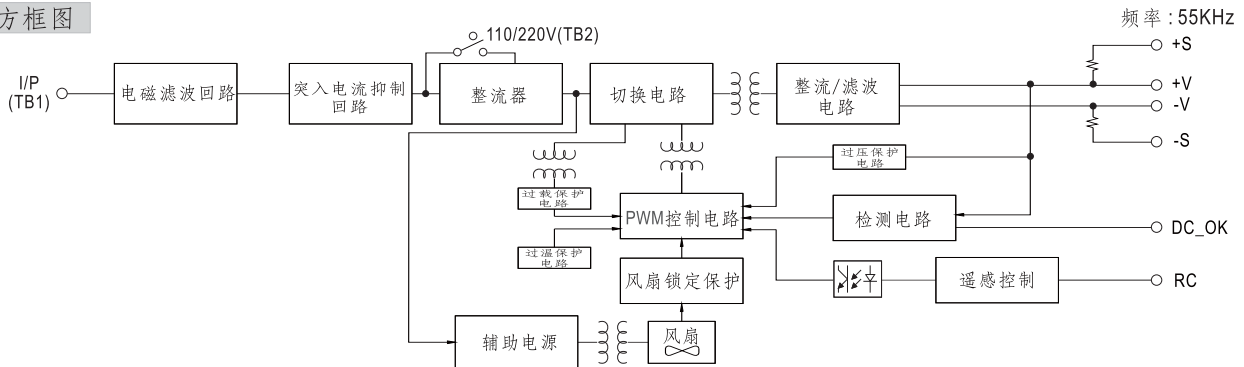 方框图
频率 : 55KHz
110/220V(TB2)
I/P
(TB1)
电磁滤波回路
突入电流抑制
回路
整流器
切换电路
整流/滤波
电路
+S
+V
-V
-S
过压保护
电路
过载保护
电路
PWM控制电路
检测电路
DC_OK
过温保护
电路
风扇锁定保护
遥感控制
RC
辅助电源
风扇